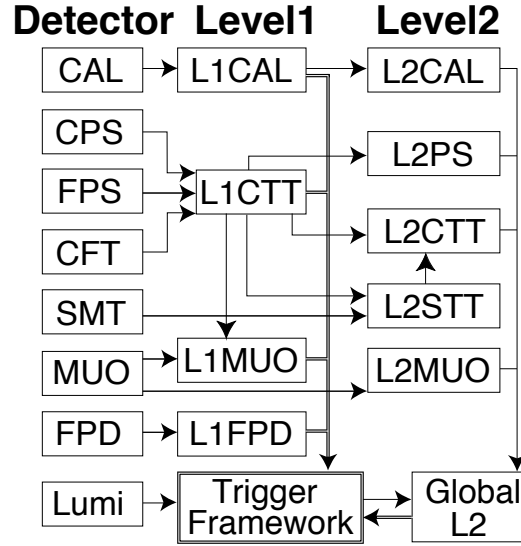 Detector Level1 Level2
CAL L1CAL L2CAL
CPS
L2PS
FPS L1CTT
CFT L2CTT
SMT L2STT
MUO L1MUO L2MUO
FPD L1FPD
Lumi Trigger Framework Global L2